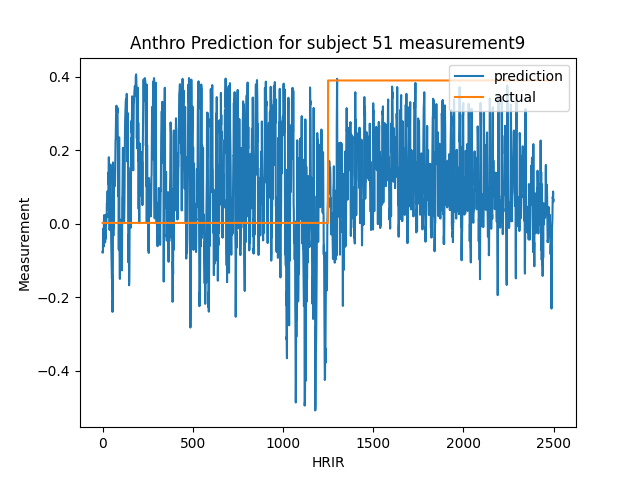 Anthro Prediction for subject 51 measurement9
prediction
actual
0.4
0.2
0.0
−0.2
−0.4
Measurement
0
500
1000
1500
2000
2500
HRIR